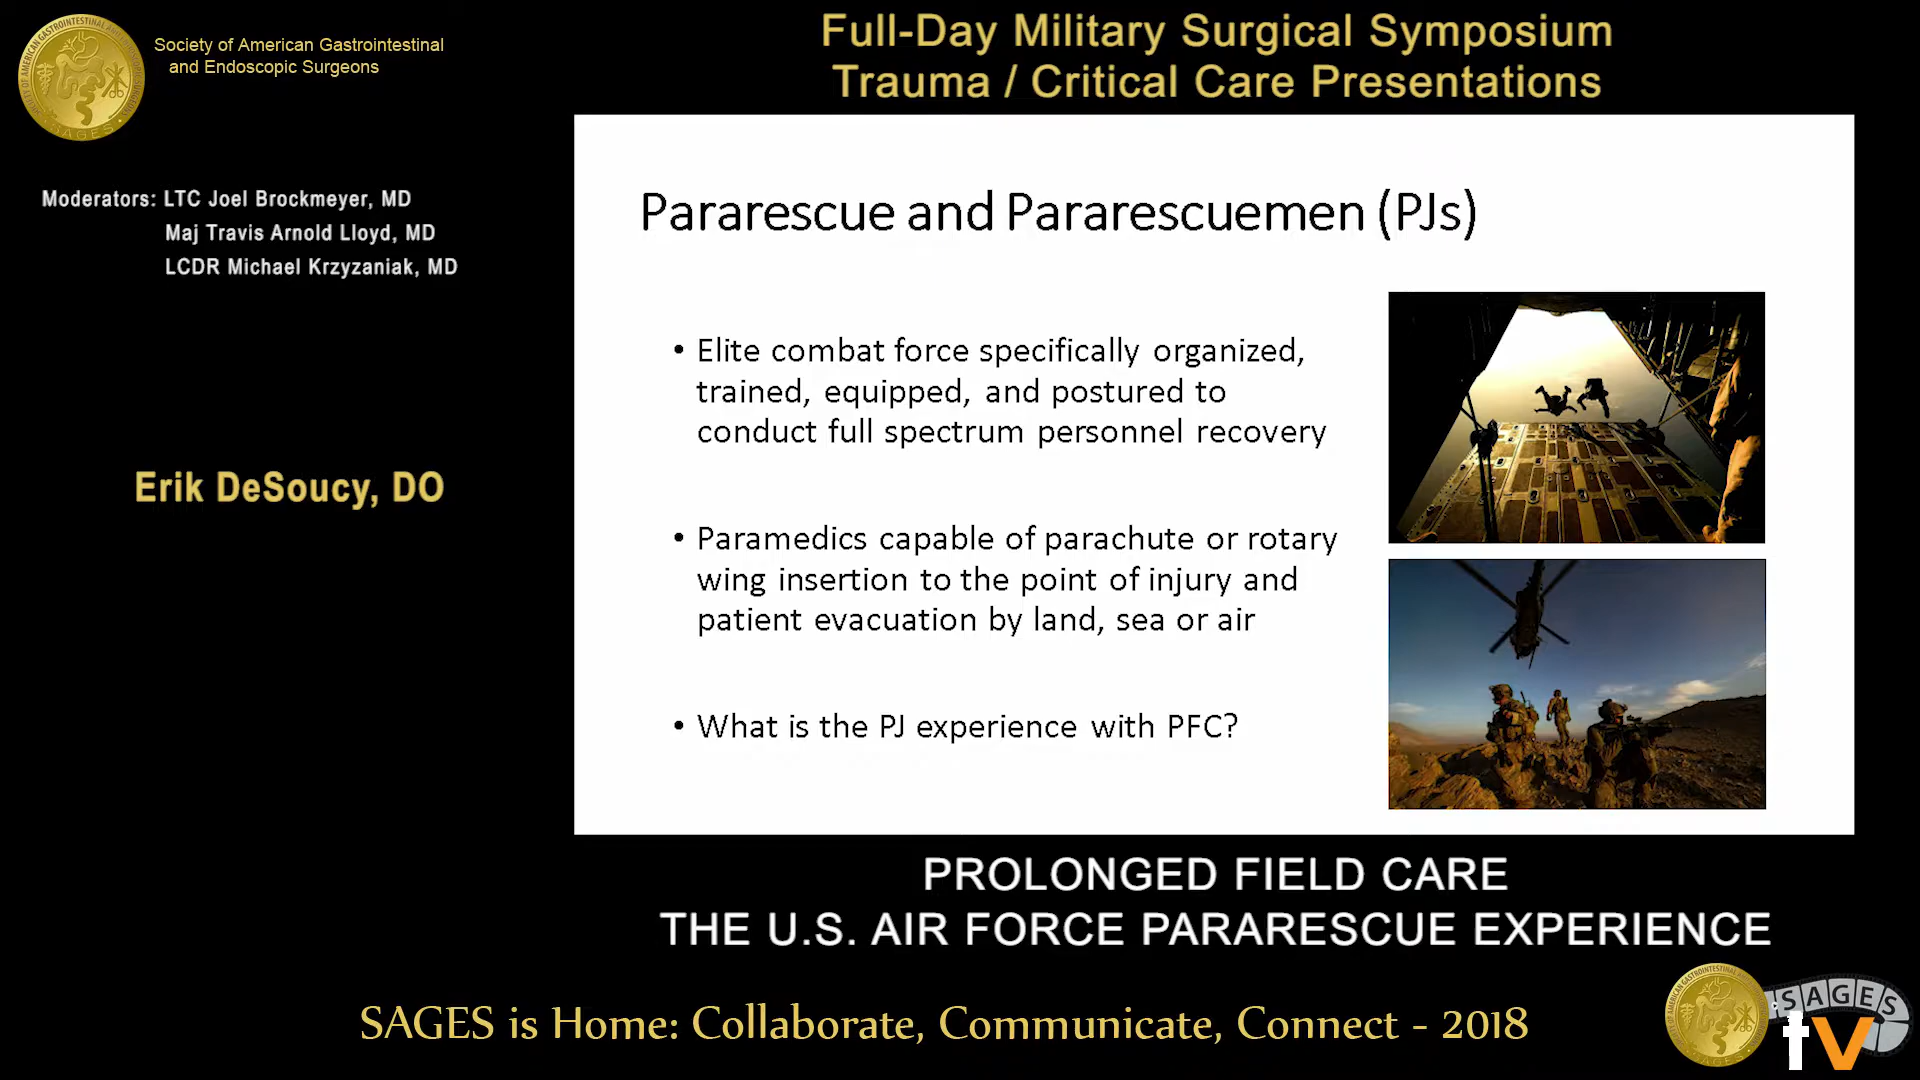 Society of American Gastrointestinal
and Endoscopic Surgeons
Full-Day Military Surgical Symposium
Trauma / Critical Care Presentations
Moderators: LTC Joel Brockmeyer, MD
Maj Travis Arnold Lloyd, MD
LCDR Michael Krzyzaniak, MD
Erik DeSoucy, DO
Pararescue and Pararescuemen (PJs)
• Elite combat force specifically organized,
trained, equipped, and postured to
conduct full spectrum personnel recovery
• Paramedics capable of parachute or rotary
wing insertion to the point of injury and
patient evacuation by land, sea or air
• What is the PJ experience with PFC?
PROLONGED FIELD CARE
THE U.S. AIR FORCE PARARESCUE EXPERIENCE
SAGES is Home: Collaborate, Communicate, Connect - 2018
SAGES
tv